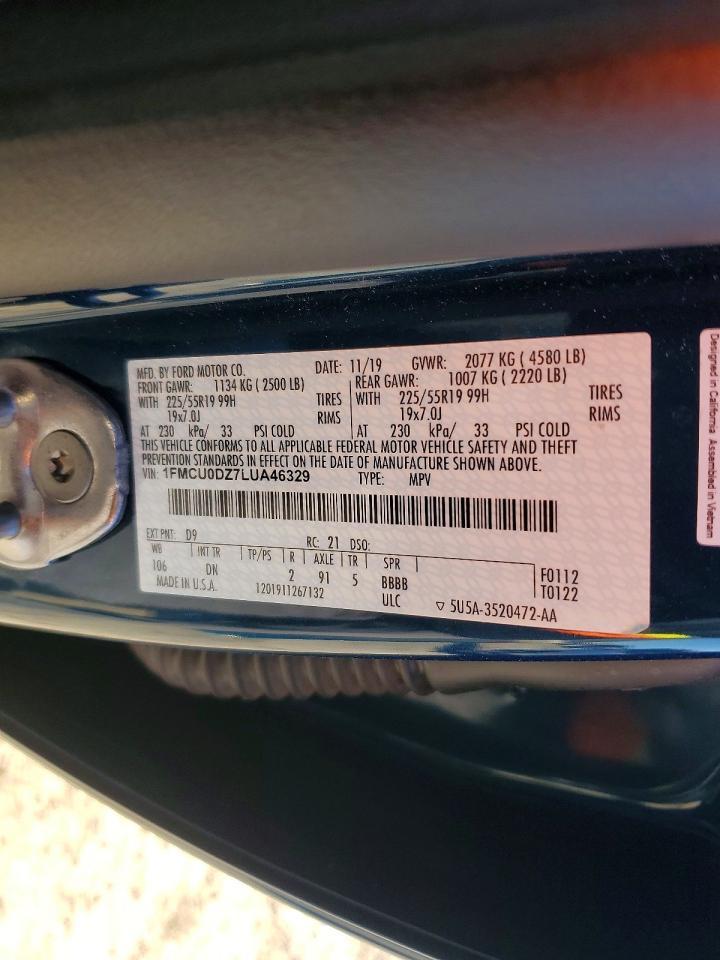 MFD. BY FORD MOTOR CO. DATE: 11/19 GVWR: 2077 KG ( 4580 LB)
FRONT GAWR: 1134 KG ( 2500 LB) REAR GAWR: 1007 KG ( 2220 LB)
WITH 225/55R19 99H TIRES WITH 225/55R19 99H TIRES
19x7.0J RIMS 19x7.0J RIMS
AT 230 kPa/ 33 PSI COLD AT 230 kPa/ 33 PSI COLD
THIS VEHICLE CONFORMS TO ALL APPLICABLE FEDERAL MOTOR VEHICLE SAFETY AND THEFT
PREVENTION STANDARDS IN EFFECT ON THE DATE OF MANUFACTURE SHOWN ABOVE.
VIN: 1FMCU0DZ7LUA46329 TYPE: MPV
EXT PNT: D9 RC: 21 DSO:
WB INT TR TP/PS R AXLE TR SPR
106 DN 2 91 5 BBBB F0112
MADE IN U.S.A. 1201911267132 ULC T0122
▽ 5U5A-3520472-AA
Designed in California Assembled in Vietnam